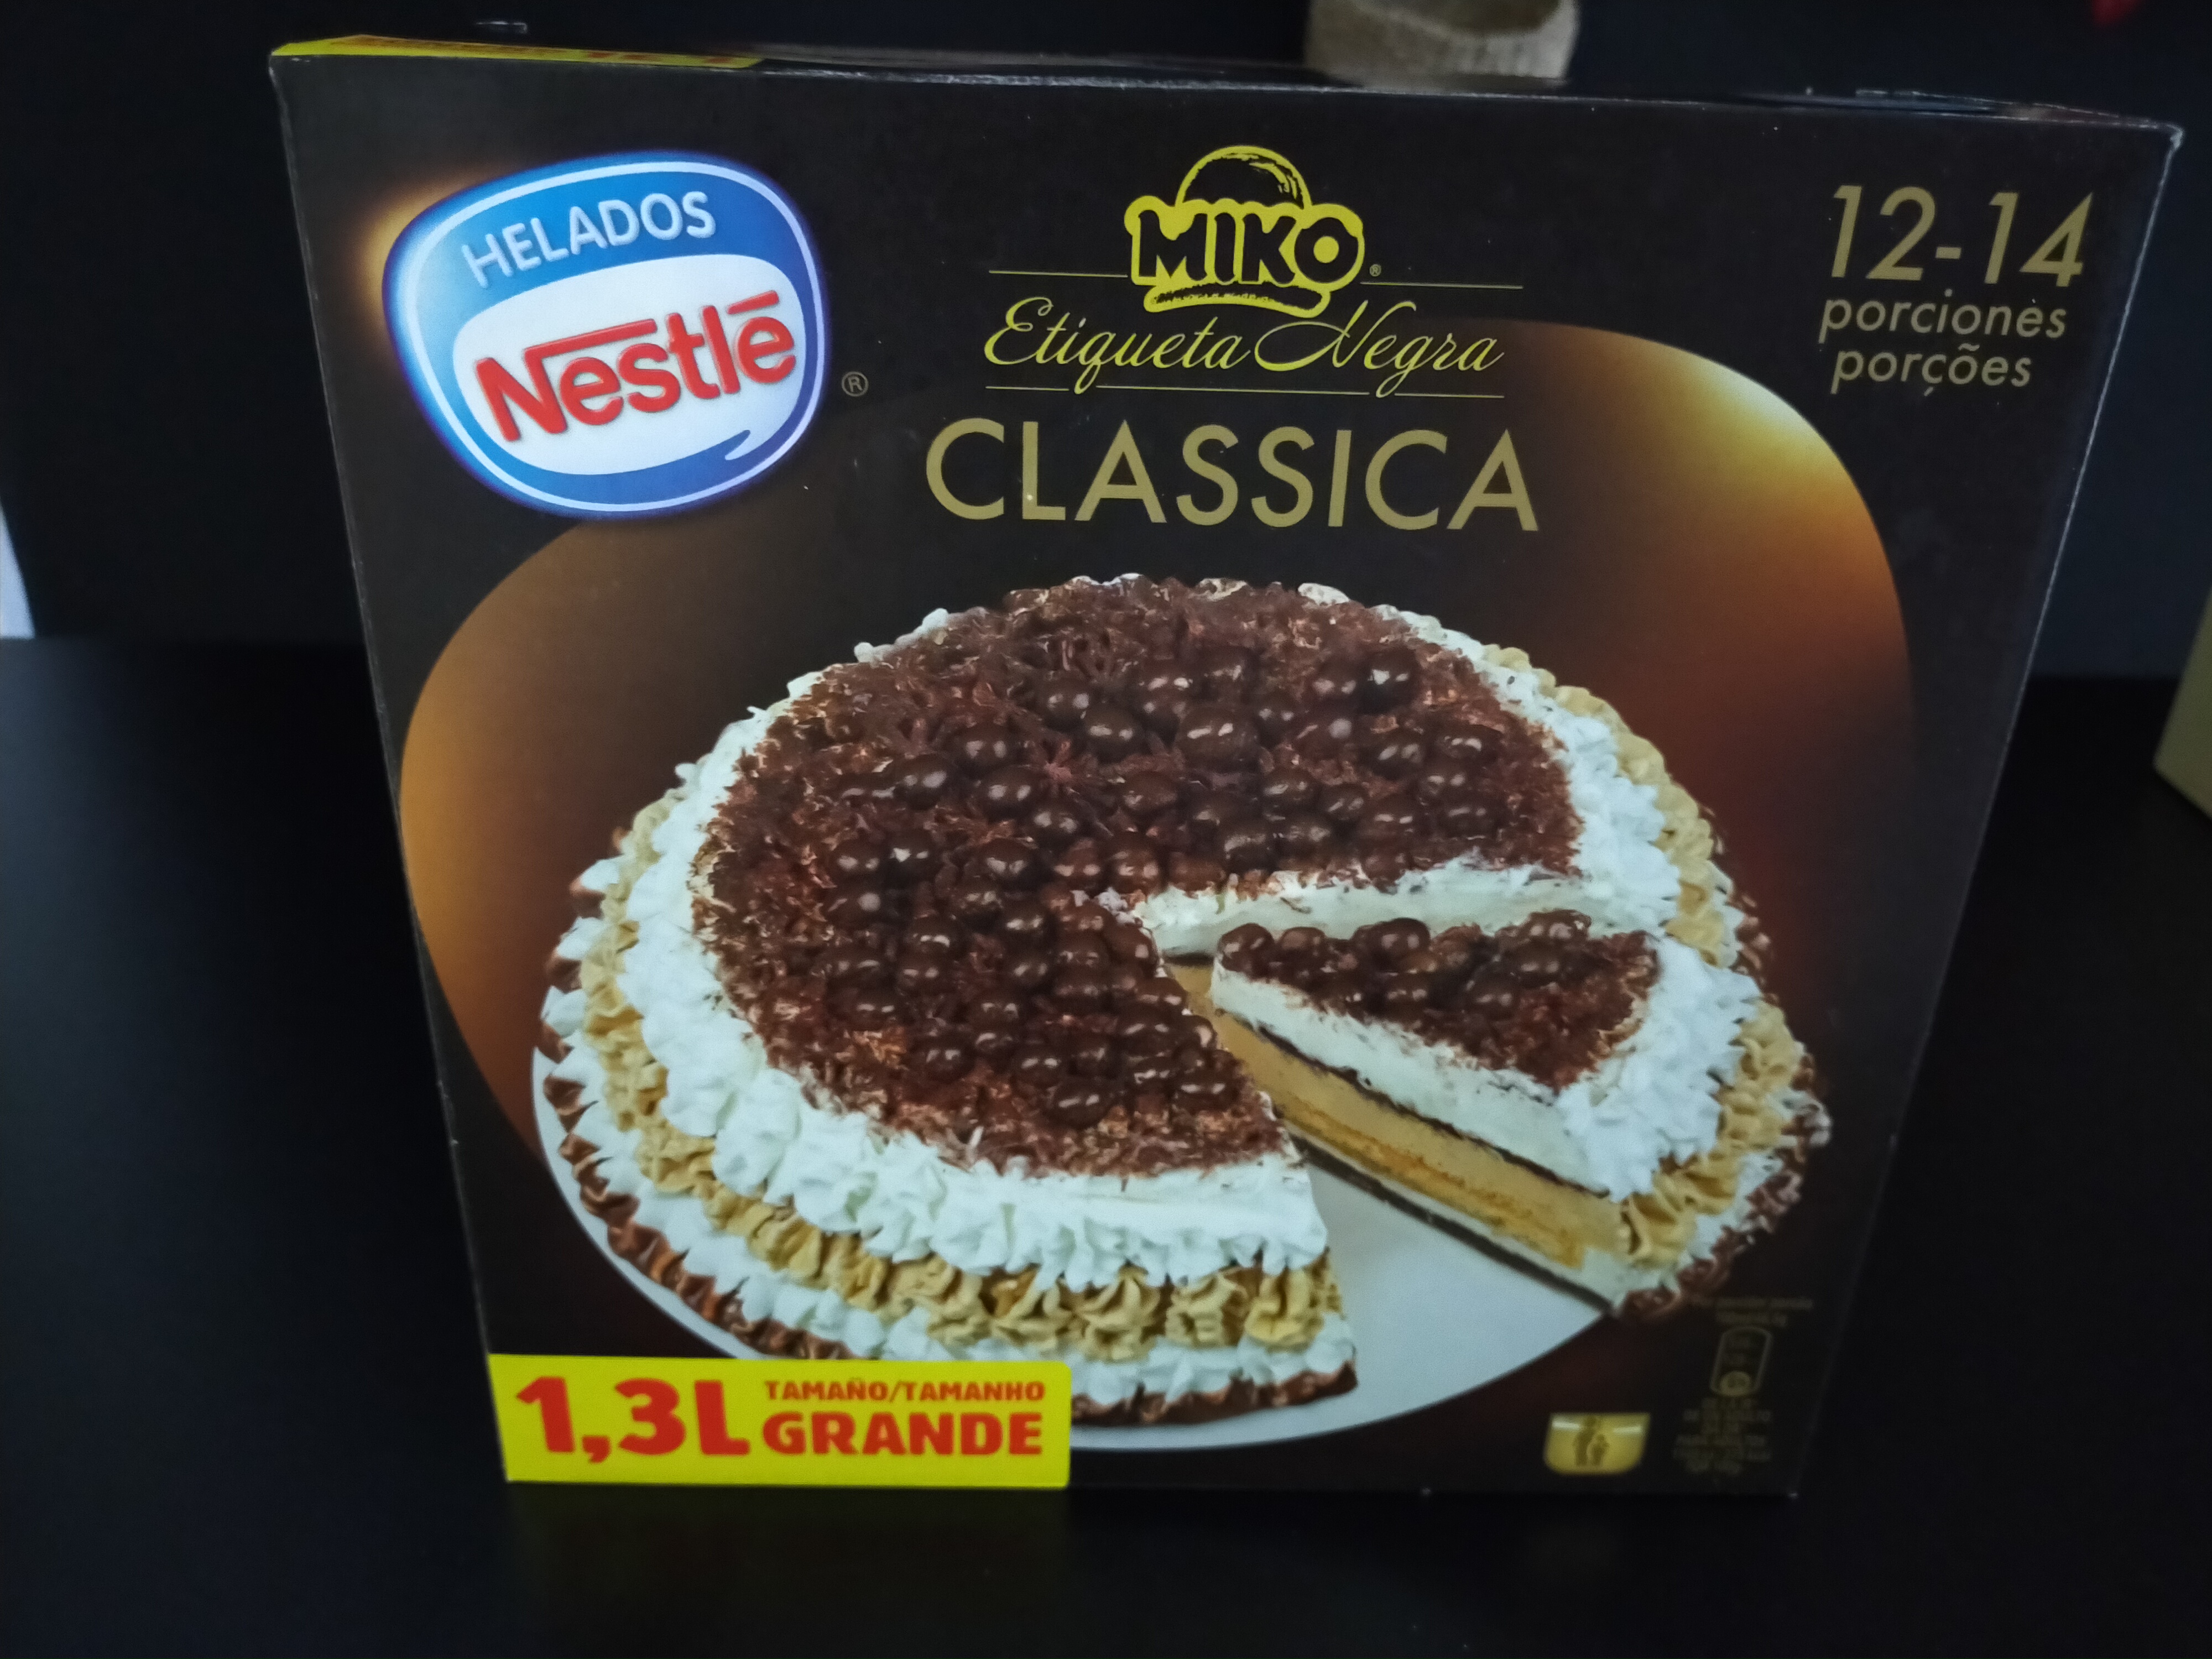 HELADOS
Nestlé
®
MIKO®
Etiqueta Negra
CLASSICA
12-14
porciones
porções
1,3L TAMAÑO/TAMANHO
GRANDE